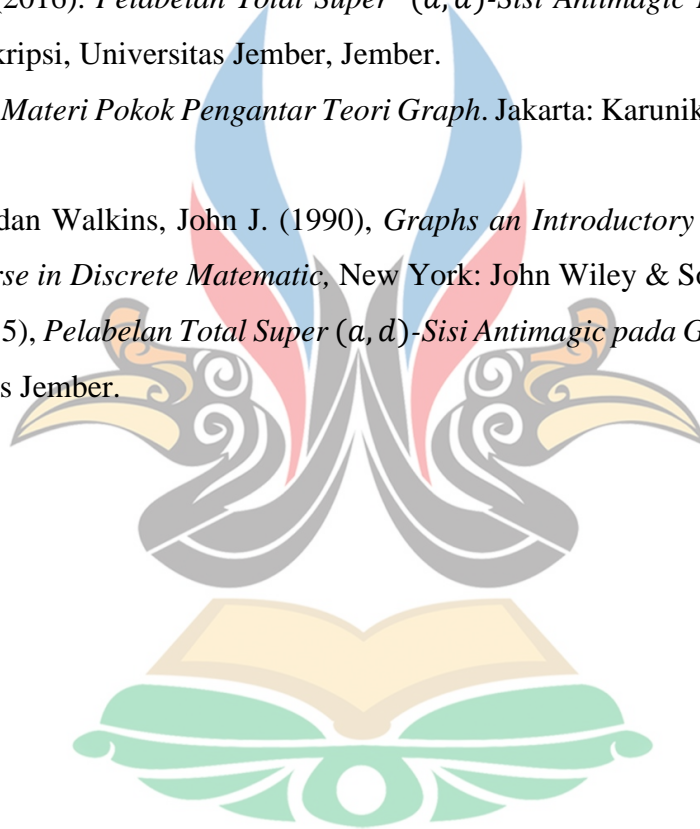 (2016). Pelabelan Total Super (a, d)-Sisi Antimagic
kripsi, Universitas Jember, Jember.
Materi Pokok Pengantar Teori Graph. Jakarta: Karunik
dan Walkins, John J. (1990), Graphs an Introductory
rse in Discrete Matematic, New York: John Wiley & So
5), Pelabelan Total Super (a, d)-Sisi Antimagic pada G
s Jember.